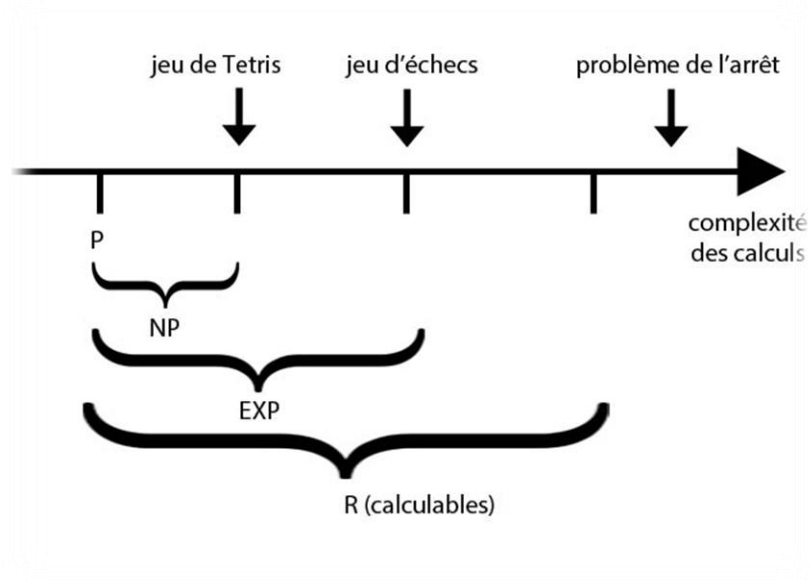 jeu de Tetris
jeu d'échecs
problème de l'arrêt
complexité
des calculs
P
NP
EXP
R (calculables)